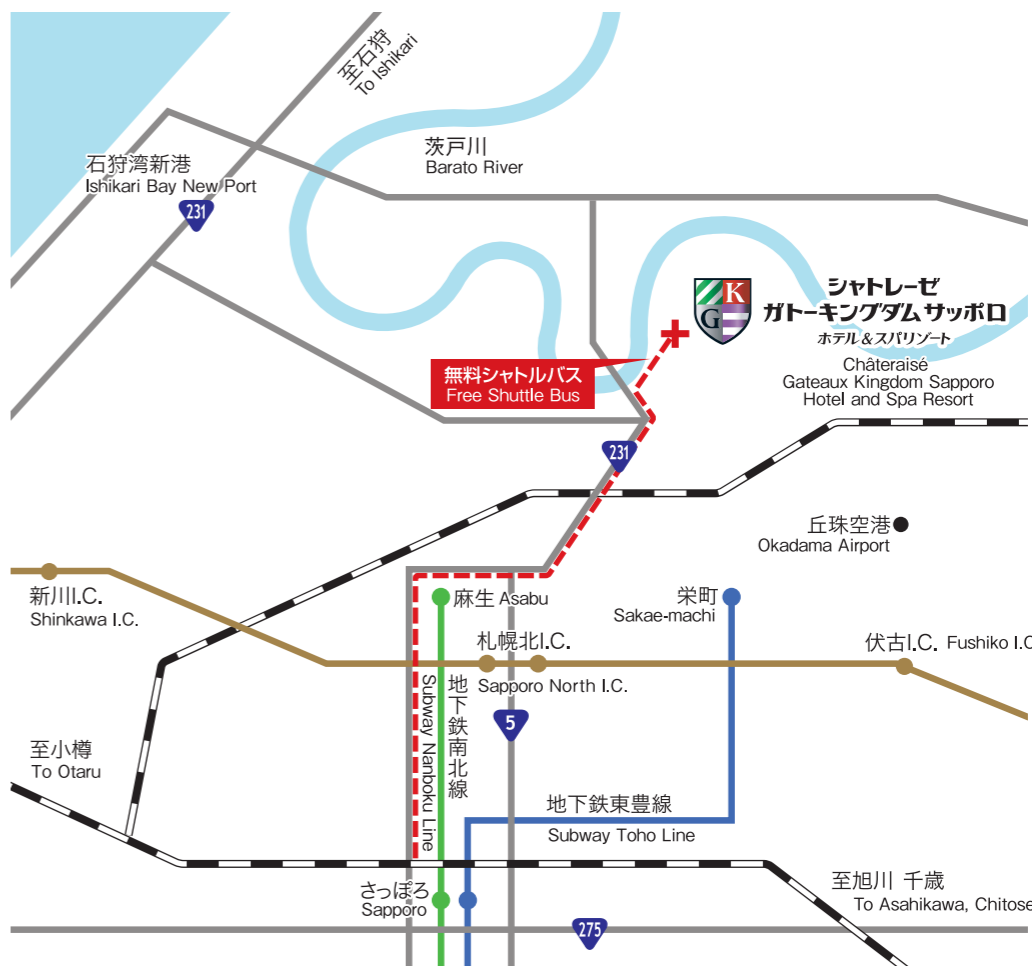 至石狩
To Ishikari
茨戸川
Barato River
石狩湾新港
Ishikari Bay New Port
231
K
G
シャトレーゼ
ガトーキングダム サッポロ
ホテル&スパリゾート
Châteraisé
Gateaux Kingdom Sapporo
Hotel and Spa Resort
無料シャトルバス
Free Shuttle Bus
231
丘珠空港
Okadama Airport
新川I.C.
Shinkawa I.C.
麻生 Asabu
栄町
Sakae-machi
札幌北I.C.
Sapporo North I.C.
伏古I.C. Fushiko I.C
地下鉄南北線
Subway Nanboku Line
5
至小樽
To Otaru
地下鉄東豊線
Subway Toho Line
さっぽろ
Sapporo
至旭川 千歳
To Asahikawa, Chitose
275